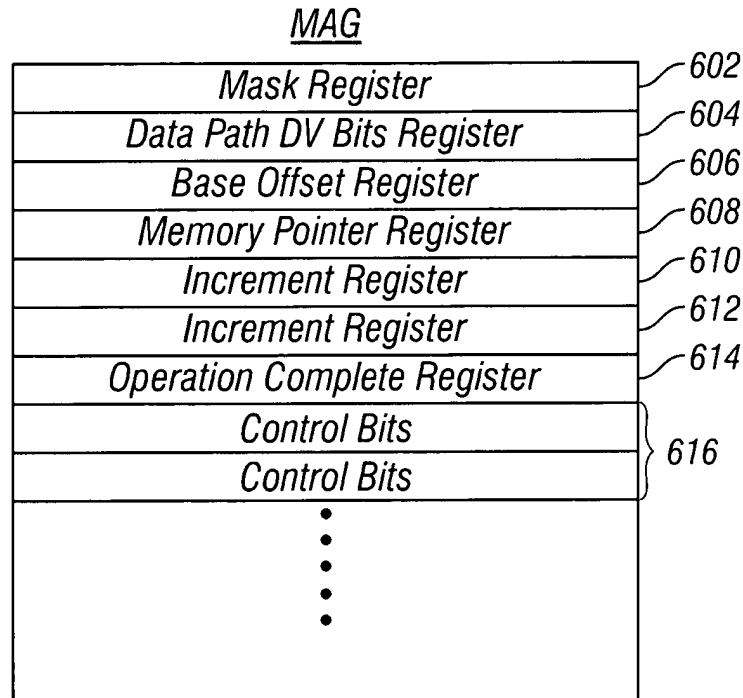 MAG
Mask Register 602
Data Path DV Bits Register 604
Base Offset Register 606
Memory Pointer Register 608
Increment Register 610
Increment Register 612
Operation Complete Register 614
Control Bits
616
Control Bits